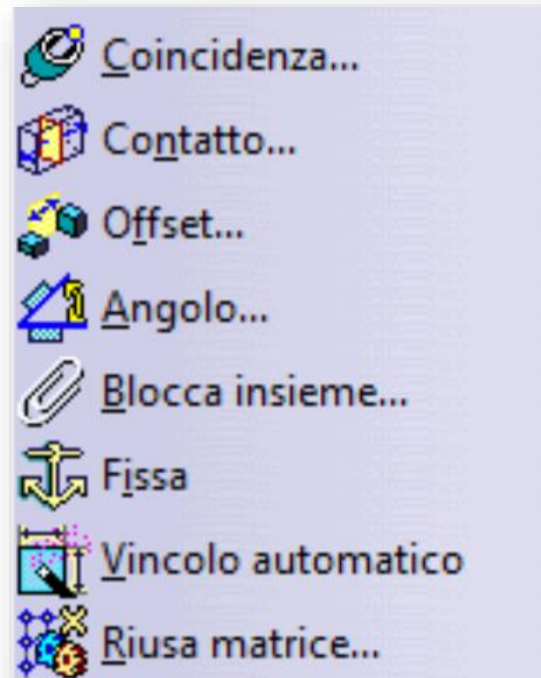 Coincidenza...
Contatto...
Offset...
Angolo...
Blocca insieme...
Fissa
Vincolo automatico
Riusa matrice...